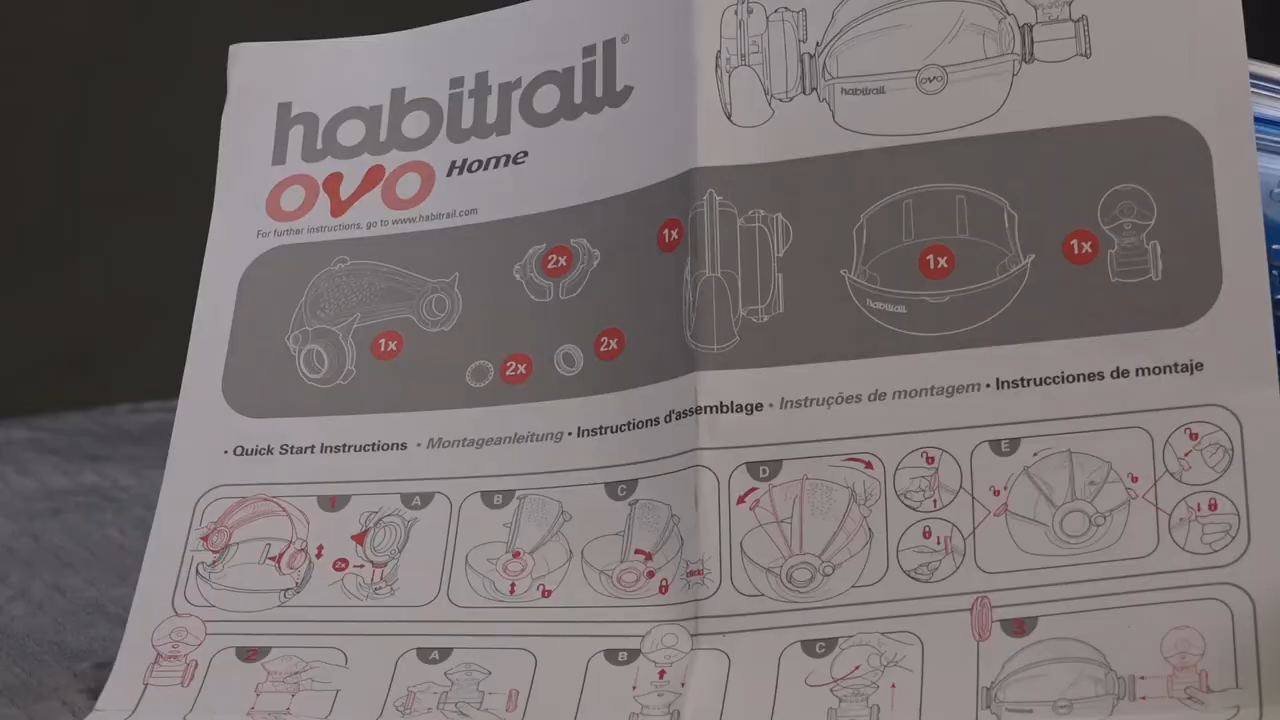 habitrail®
ovo Home
For further instructions, go to www.habitrail.com
habitrail
ovo
1x
2x
2x
2x
1x
1x
habitrail
1x
• Quick Start Instructions • Montageanleitung • Instructions d'assemblage • Instruções de montagem • Instrucciones de montaje
1
A
2x
B
C
click
D
E
2
A
B
C
3